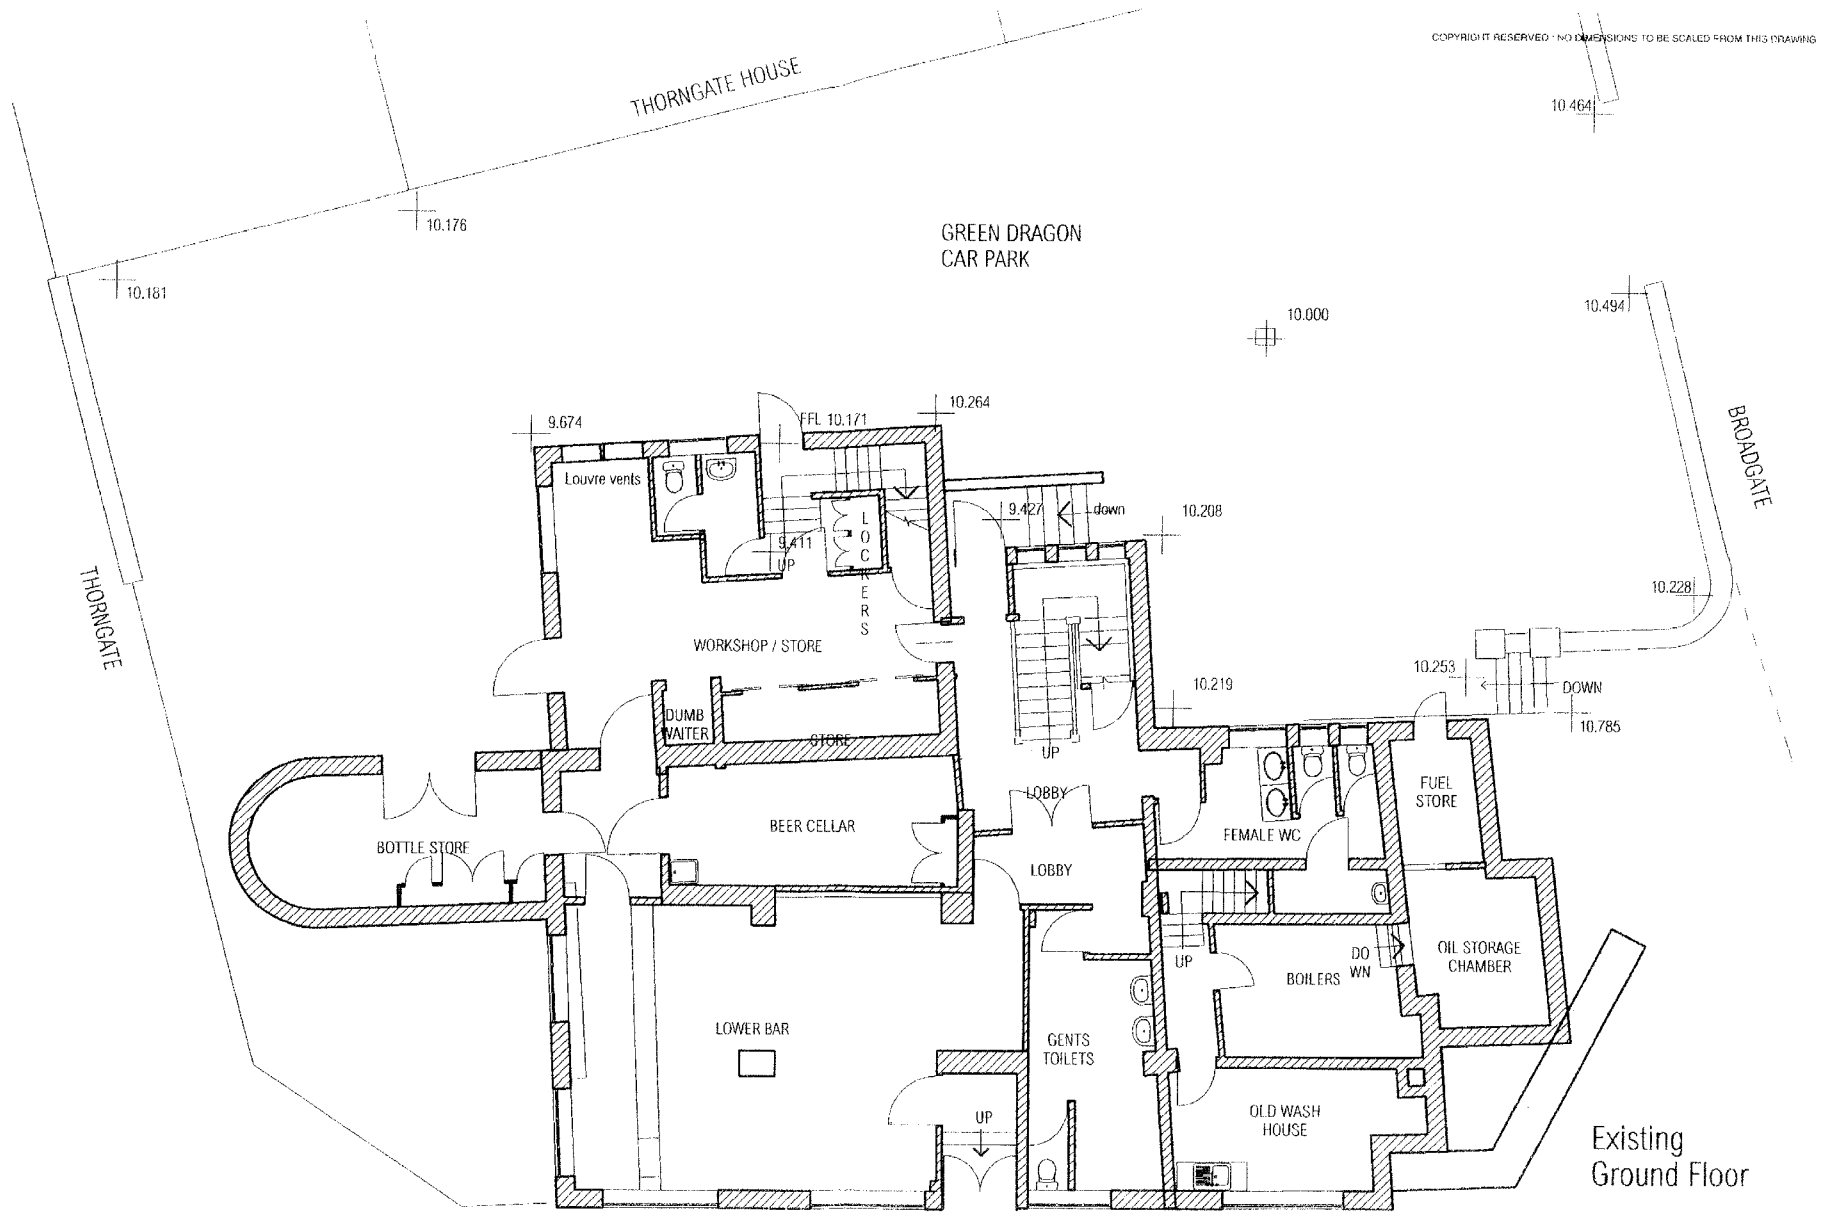 COPYRIGHT RESERVED - NO DIMENSIONS TO BE SCALED FROM THIS DRAWING
THORNGATE HOUSE
10.464
10.176
GREEN DRAGON
CAR PARK
10.181
10.494
10.000
BROADGATE
10.264
FFL 10.171
9.674
Louvre vents
LOCKERS
9.427
down
10.208
9.411
UP
THORNGATE
10.228
WORKSHOP / STORE
10.253
DOWN
10.219
10.785
DUMB
WAITER
STORE
UP
LOBBY
FUEL
STORE
BEER CELLAR
FEMALE WC
BOTTLE STORE
LOBBY
UP
DO
WN
OIL STORAGE
CHAMBER
BOILERS
LOWER BAR
GENTS
TOILETS
UP
OLD WASH
HOUSE
Existing
Ground Floor